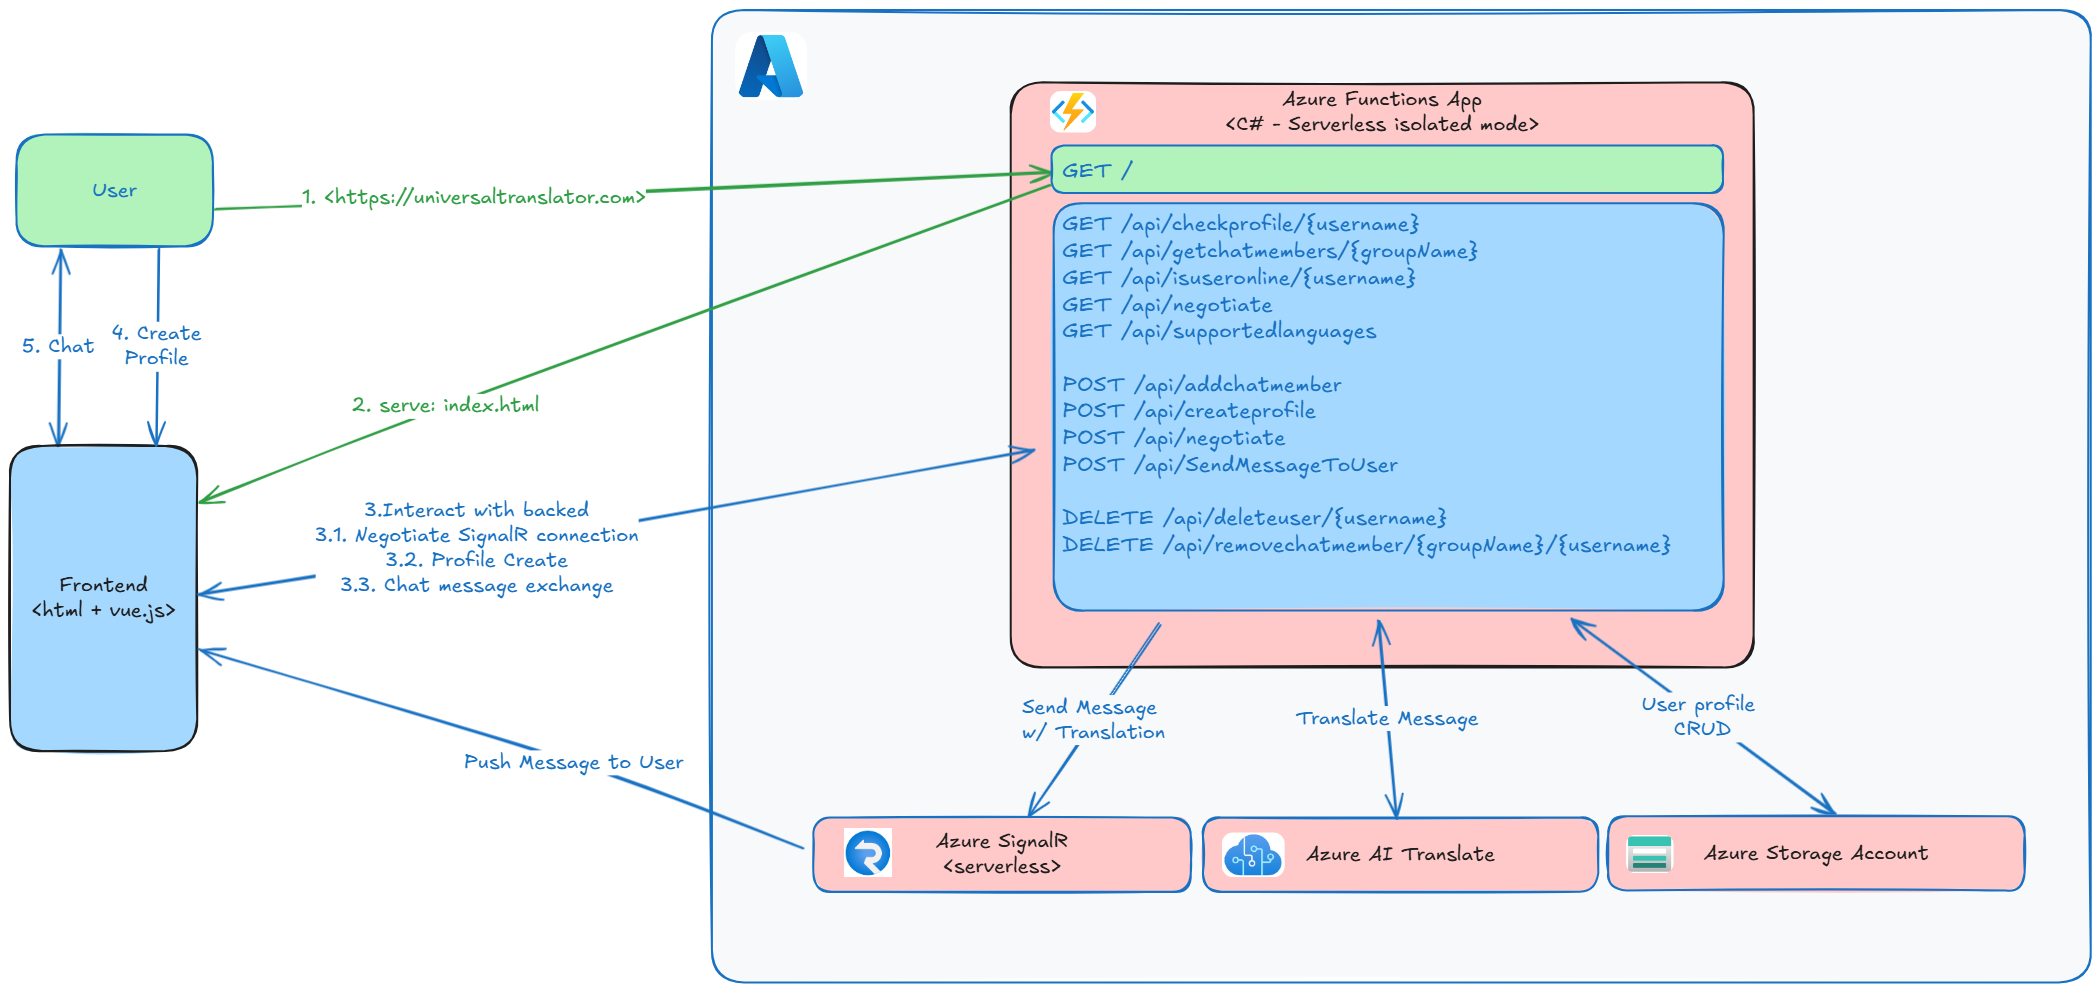 Azure Functions App
<C# - Serverless isolated mode>
User
1. <https://universaltranslator.com>
GET /
GET /api/checkprofile/{username}
GET /api/getchatmembers/{groupName}
GET /api/isuseronline/{username}
GET /api/negotiate
GET /api/supportedlanguages
POST /api/addchatmember
POST /api/createprofile
POST /api/negotiate
POST /api/SendMessageToUser
DELETE /api/deleteuser/{username}
DELETE /api/removechatmember/{groupName}/{username}
5. Chat
4. Create
Profile
2. serve: index.html
3.Interact with backed
3.1. Negotiate SignalR connection
3.2. Profile Create
3.3. Chat message exchange
Frontend
<html + vue.js>
Push Message to User
Send Message
w/ Translation
Translate Message
User profile
CRUD
Azure SignalR
<serverless>
Azure AI Translate
Azure Storage Account